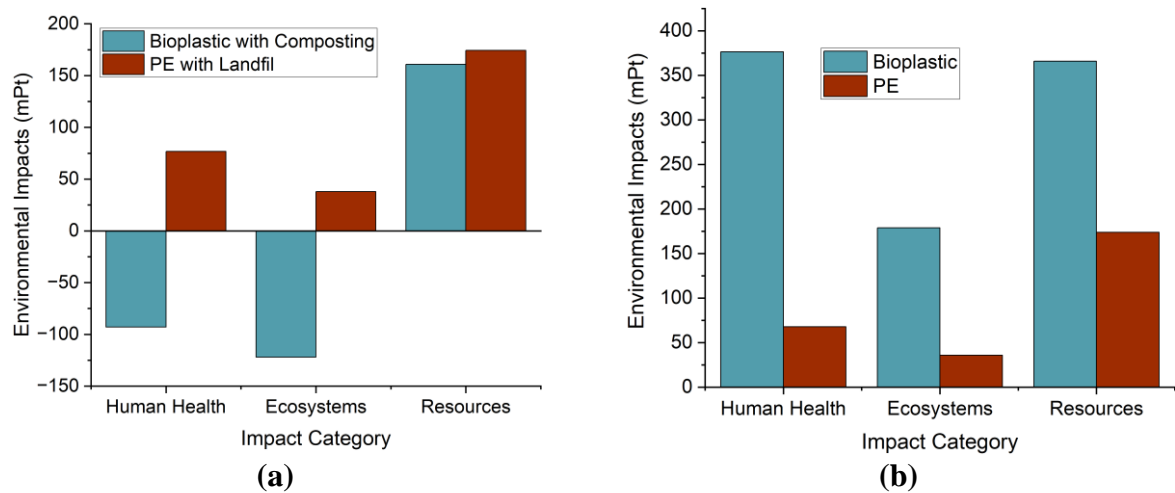 200
150
100
50
0
−50
−100
−150
Environmental Impacts (mPt)
Bioplastic with Composting
PE with Landfil
Human Health
Ecosystems
Resources
Impact Category
(a)
400
350
300
250
200
150
100
50
0
Environmental Impacts (mPt)
Bioplastic
PE
Human Health
Ecosystems
Resources
Impact Category
(b)